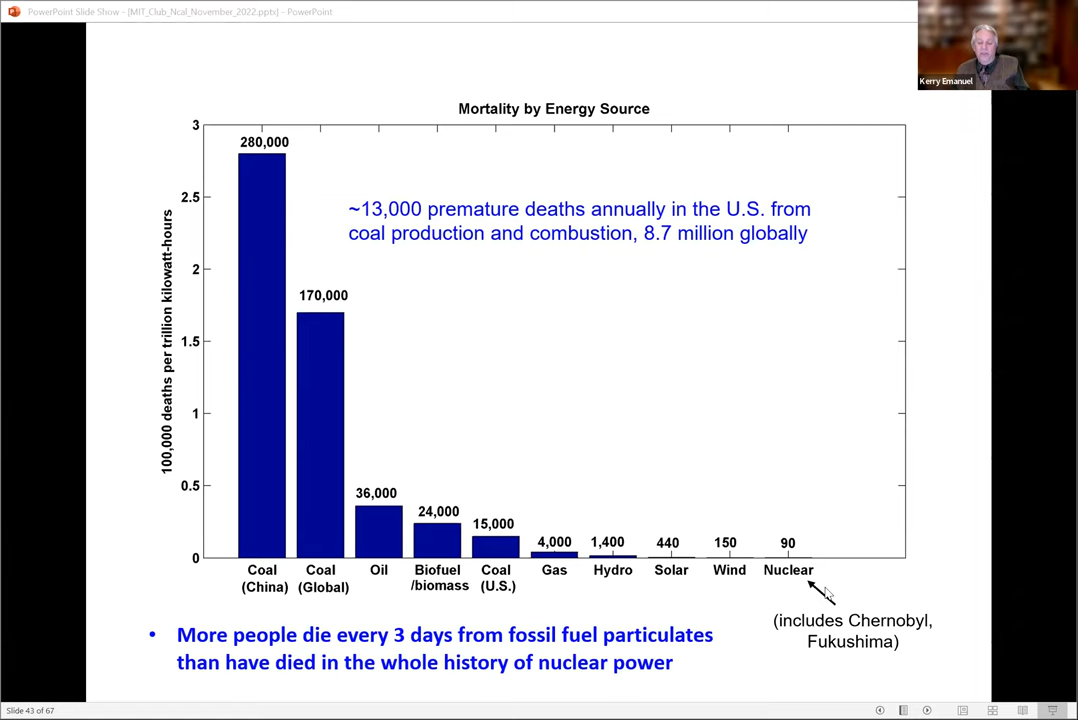 PowerPoint Slide Show - [MIT_Club_Ncal_November_2022.pptx] - PowerPoint
Kerry Emanuel
Mortality by Energy Source
100,000 deaths per trillion kilowatt-hours
3
2.5
2
1.5
1
0.5
0
280,000
170,000
36,000
24,000
15,000
4,000
1,400
440
150
90
~13,000 premature deaths annually in the U.S. from
coal production and combustion, 8.7 million globally
Coal
(China)
Coal
(Global)
Oil
Biofuel
/biomass
Coal
(U.S.)
Gas
Hydro
Solar
Wind
Nuclear
(includes Chernobyl,
Fukushima)
• More people die every 3 days from fossil fuel particulates
than have died in the whole history of nuclear power
Slide 43 of 67